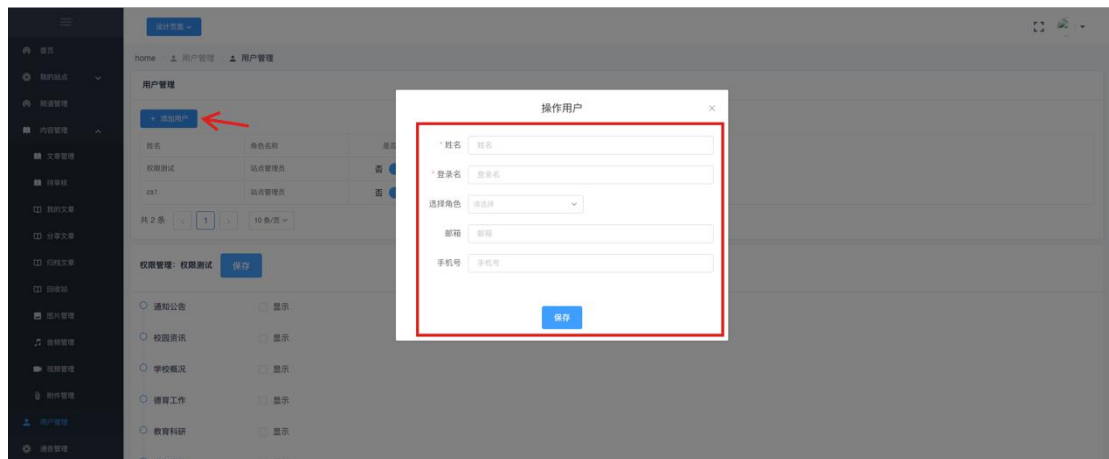 设计页面
首页
home 用户管理 用户管理
我的站点
用户管理
频道管理
操作用户
+ 添加用户
内容管理
姓名 角色名称 是否
* 姓名 姓名
文章管理
权限测试 站点管理员 否
* 登录名 登录名
待审核
cs1 站点管理员 否
选择角色 请选择
我的文章
共 2 条 1 10 条/页
邮箱 邮箱
分享文章
手机号 手机号
归档文章
权限管理：权限测试 保存
回收站
通知公告 显示
保存
图片管理
校园资讯 显示
音频管理
视频管理
学校概况 显示
附件管理
德育工作 显示
用户管理
教育科研 显示
通告管理